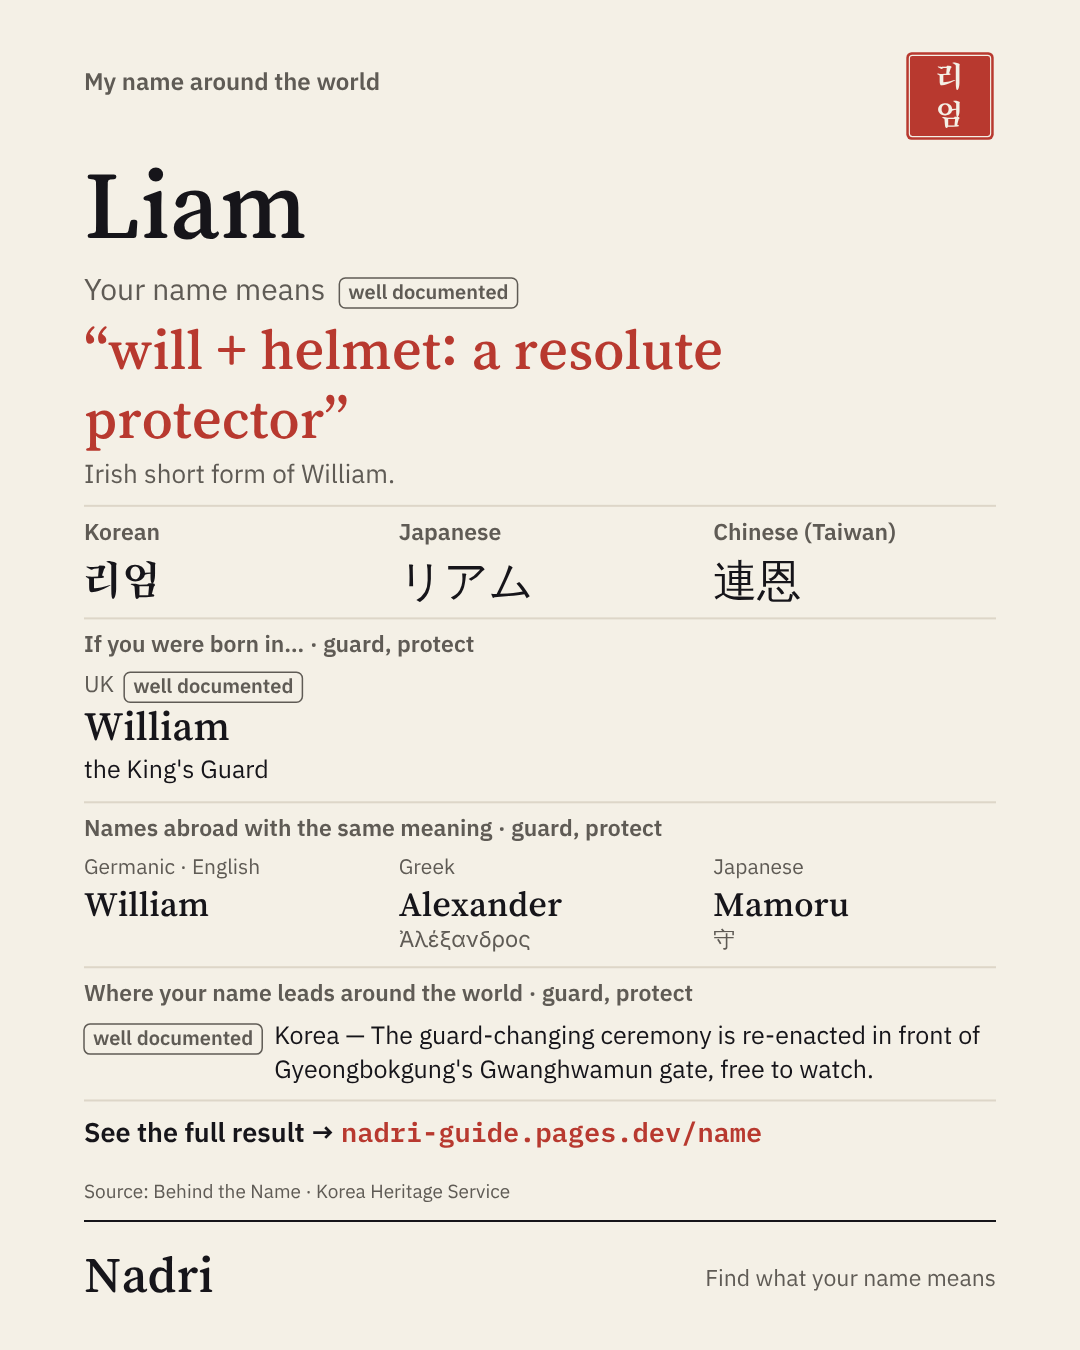 My name around the world
리
엄
Liam
Your name means well documented
“will + helmet: a resolute
protector”
Irish short form of William.
Korean Japanese Chinese (Taiwan)
리엄 リアム 連恩
If you were born in… · guard, protect
UK well documented
William
the King's Guard
Names abroad with the same meaning · guard, protect
Germanic · English Greek Japanese
William Alexander Mamoru
Ἀλέξανδρος 守
Where your name leads around the world · guard, protect
well documented Korea — The guard-changing ceremony is re-enacted in front of
Gyeongbokgung's Gwanghwamun gate, free to watch.
See the full result → nadri-guide.pages.dev/name
Source: Behind the Name · Korea Heritage Service
Nadri Find what your name means